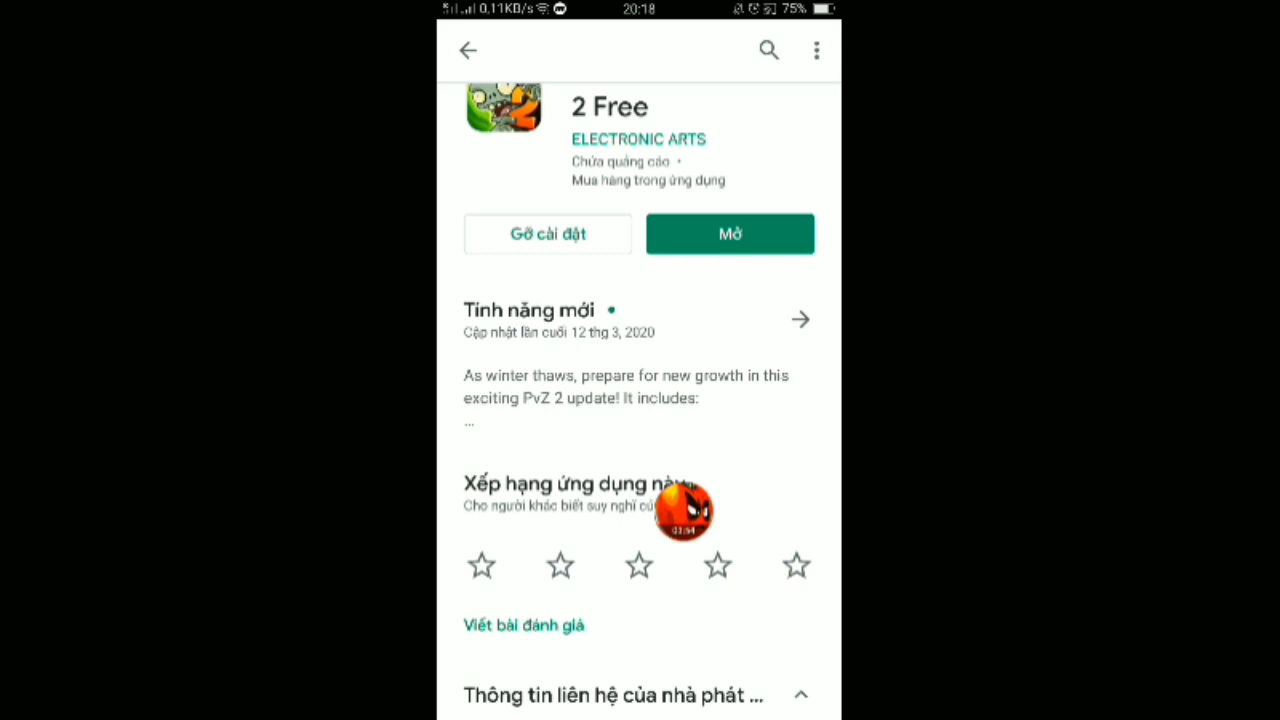 0,11KB/s
20:18
75%
2 Free
ELECTRONIC ARTS
Chứa quảng cáo •
Mua hàng trong ứng dụng
Gỡ cài đặt
Mở
Tính năng mới •
Cập nhật lần cuối 12 thg 3, 2020
As winter thaws, prepare for new growth in this
exciting PvZ 2 update! It includes:
...
Xếp hạng ứng dụng này
Cho người khác biết suy nghĩ
Viết bài đánh giá
Thông tin liên hệ của nhà phát ...